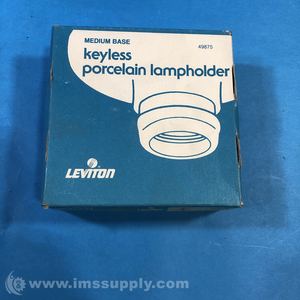 MEDIUM BASE
49875
keyless
porcelain lampholder
LEVITON
www.imssupply.com